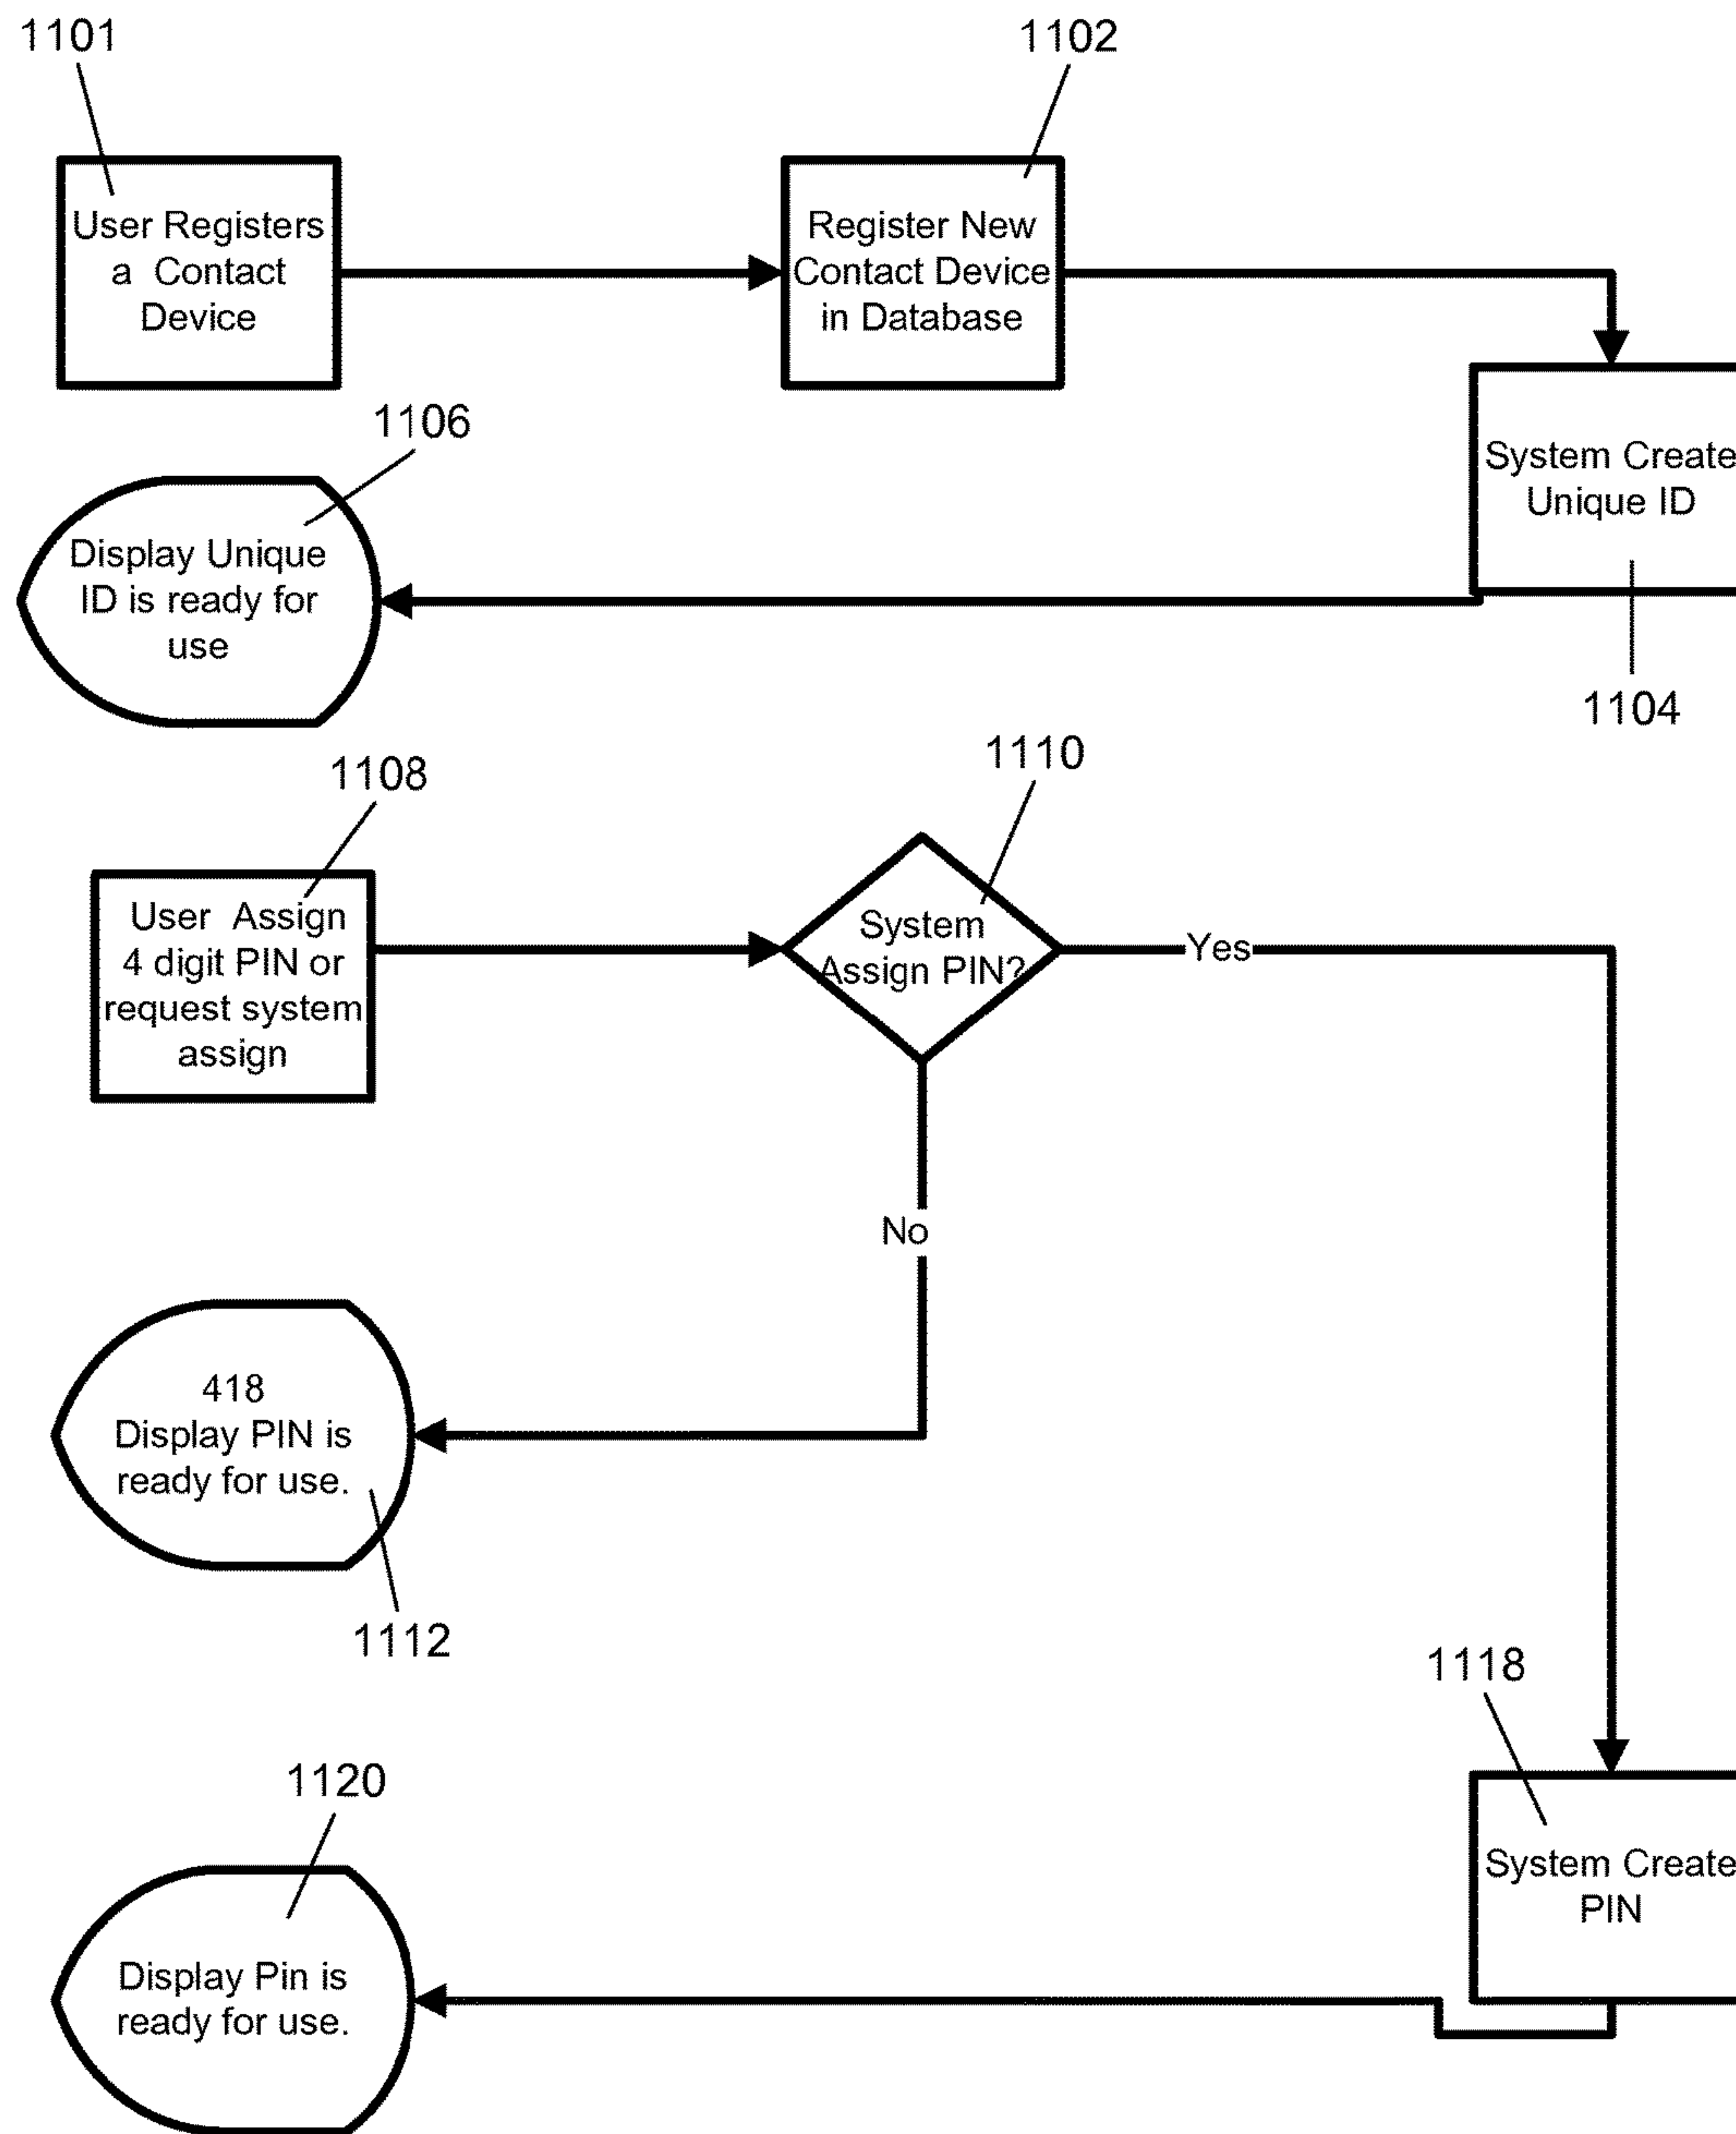 1101
1102
User Registers
a Contact
Device
Register New
Contact Device
in Database
1106
System Create
Unique ID
Display Unique
ID is ready for
use
1104
1108
1110
User Assign
4 digit PIN or
request system
assign
System
Assign PIN?
Yes
No
418
Display PIN is
ready for use.
1112
1118
1120
System Create
PIN
Display Pin is
ready for use.